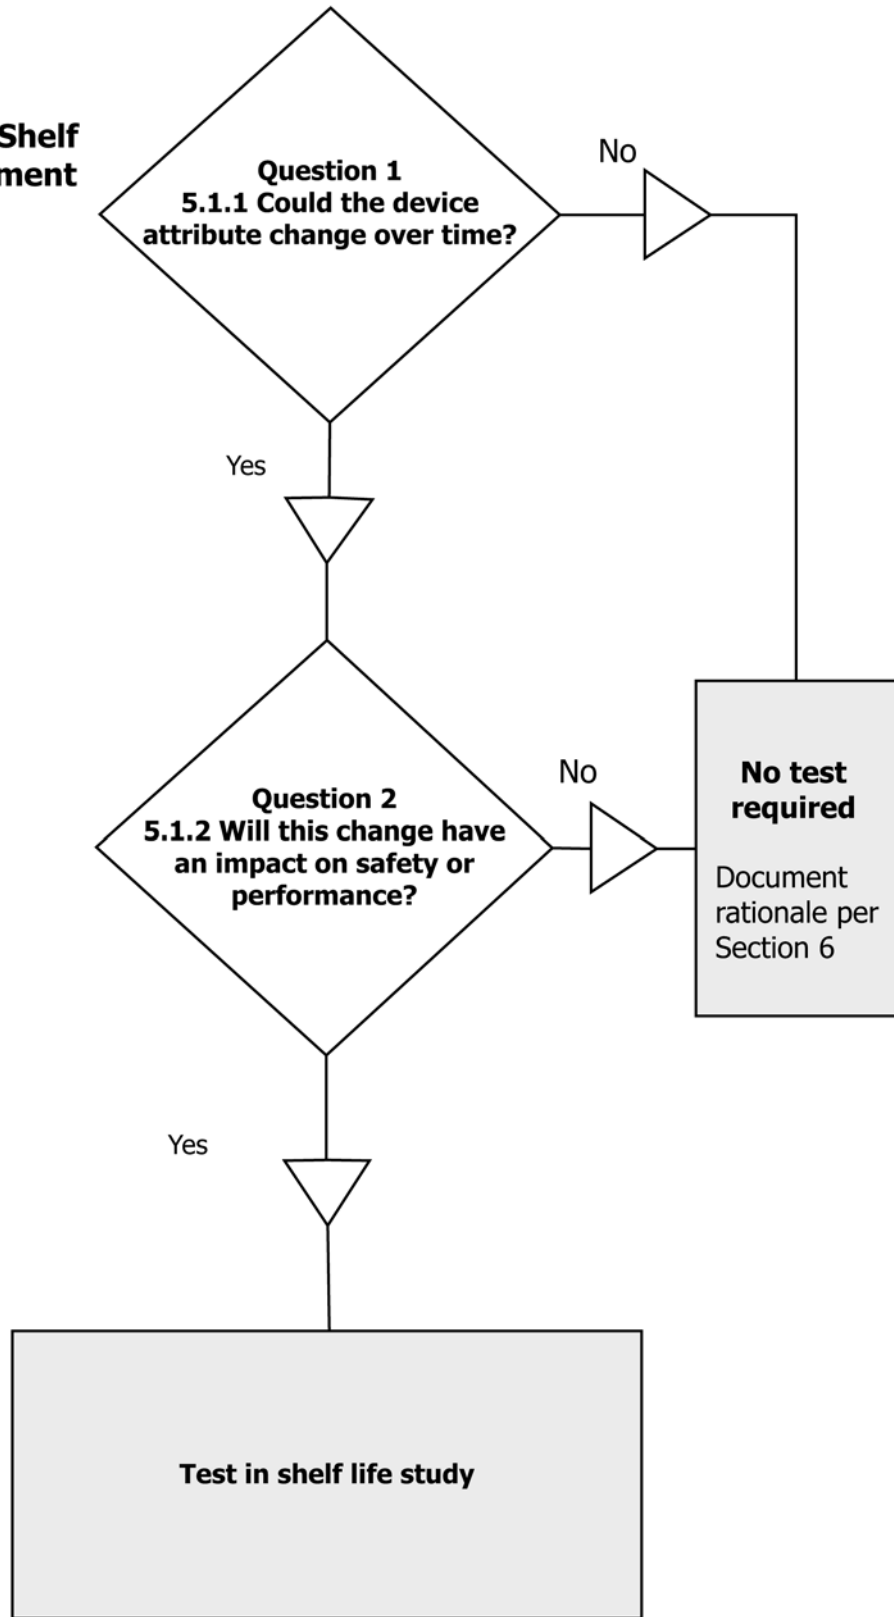 Shelf
ment
Question 1
5.1.1 Could the device
attribute change over time?
No
Yes
Question 2
5.1.2 Will this change have
an impact on safety or
performance?
No
No test
required
Document
rationale per
Section 6
Yes
Test in shelf life study